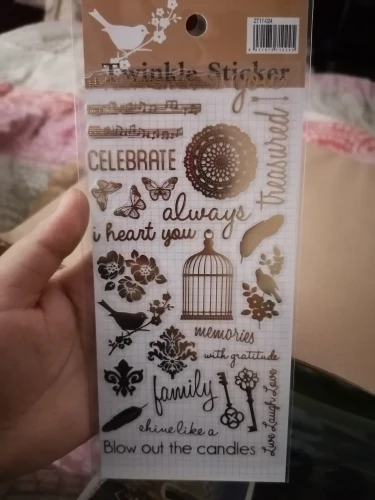 Twinkle Sticker
you
treasured
CELEBRATE
always
i heart you
memories
with gratitude
family
shine like a
Live Laugh Love
Blow out the candles